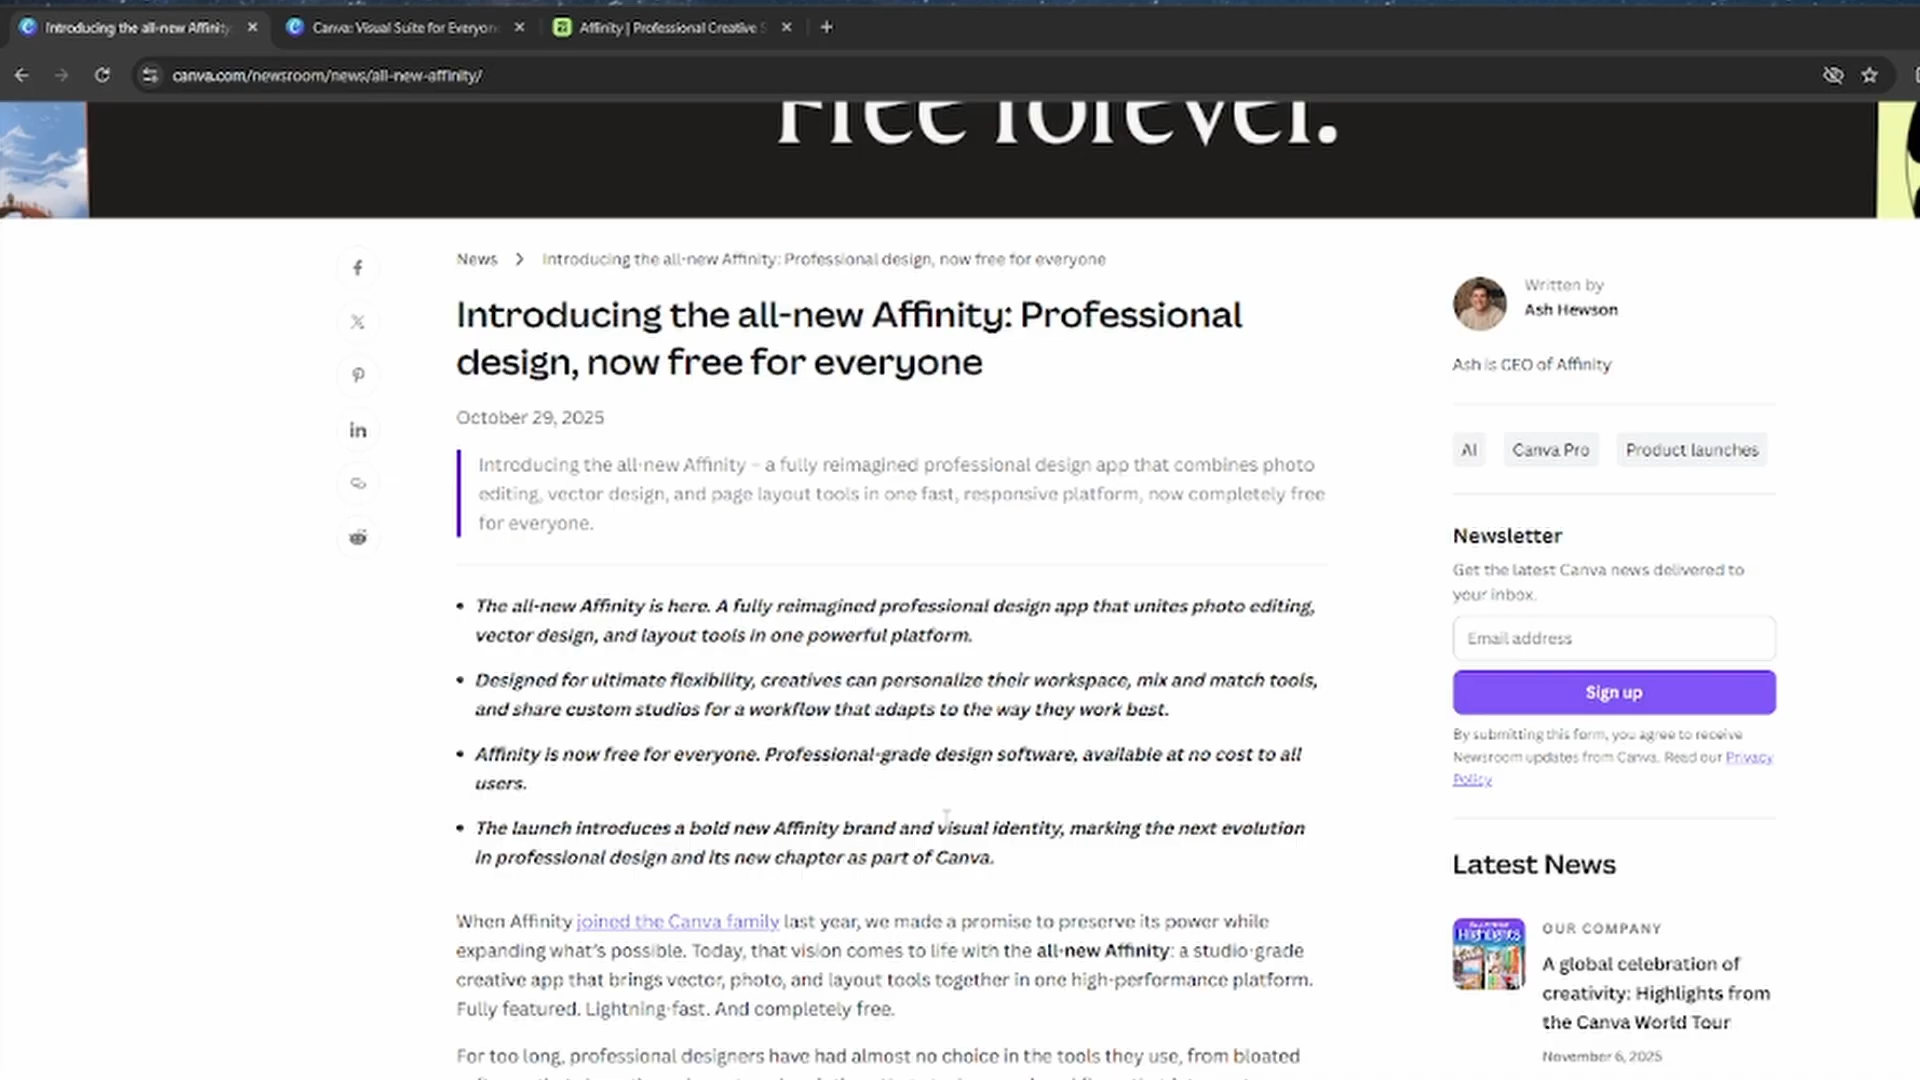 Introducing the all-new Affinity
Canva: Visual Suite for Everyon
Affinity | Professional Creative S
canva.com/newsroom/news/all-new-affinity/
Free forever.
News > Introducing the all-new Affinity: Professional design, now free for everyone
Introducing the all-new Affinity: Professional
design, now free for everyone
October 29, 2025
Introducing the all-new Affinity – a fully reimagined professional design app that combines photo
editing, vector design, and page layout tools in one fast, responsive platform, now completely free
for everyone.
• The all-new Affinity is here. A fully reimagined professional design app that unites photo editing,
vector design, and layout tools in one powerful platform.
• Designed for ultimate flexibility, creatives can personalize their workspace, mix and match tools,
and share custom studios for a workflow that adapts to the way they work best.
• Affinity is now free for everyone. Professional-grade design software, available at no cost to all
users.
• The launch introduces a bold new Affinity brand and visual identity, marking the next evolution
in professional design and its new chapter as part of Canva.
When Affinity joined the Canva family last year, we made a promise to preserve its power while
expanding what's possible. Today, that vision comes to life with the all-new Affinity: a studio-grade
creative app that brings vector, photo, and layout tools together in one high-performance platform.
Fully featured. Lightning-fast. And completely free.
For too long, professional designers have had almost no choice in the tools they use, from bloated
Written by
Ash Hewson
Ash is CEO of Affinity
AI
Canva Pro
Product launches
Newsletter
Get the latest Canva news delivered to
your inbox.
Email address
Sign up
By submitting this form, you agree to receive
Newsroom updates from Canva. Read our Privacy
Policy
Latest News
Highlights
OUR COMPANY
A global celebration of
creativity: Highlights from
the Canva World Tour
November 6, 2025